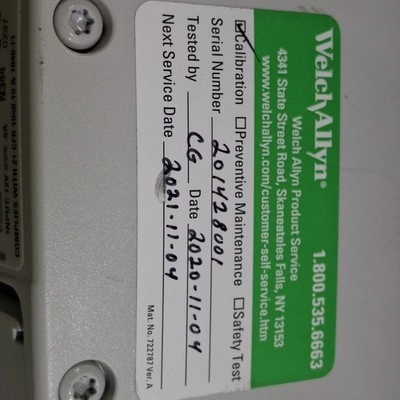 WelchAllyn® 1.800.535.6663
Welch Allyn Product Service
4341 State Street Road, Skaneateles Falls, NY 13153
www.welchallyn.com/customer-self-service.htm
☑Calibration ☐Preventive Maintenance ☐Safety Test
Serial Number 201428001
Tested by CG Date 2020-11-04
Next Service Date 2021-11-04
Mat. No. 722787 Ver. A